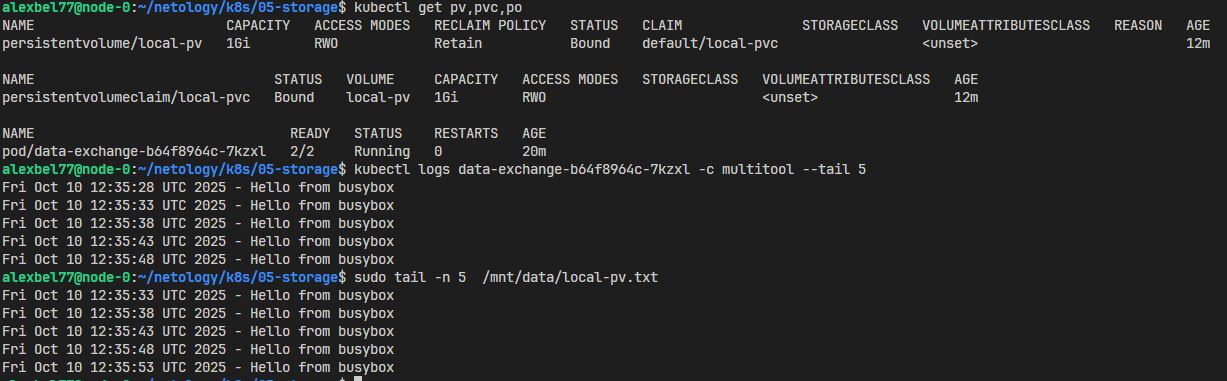 alexbel77@node-0:~/netology/k8s/05-storage$ kubectl get pv,pvc,po
NAME CAPACITY ACCESS MODES RECLAIM POLICY STATUS CLAIM STORAGECLASS VOLUMEATTRIBUTESCLASS REASON AGE
persistentvolume/local-pv 1Gi RWO Retain Bound default/local-pvc <unset> 12m
NAME STATUS VOLUME CAPACITY ACCESS MODES STORAGECLASS VOLUMEATTRIBUTESCLASS AGE
persistentvolumeclaim/local-pvc Bound local-pv 1Gi RWO <unset> 12m
NAME READY STATUS RESTARTS AGE
pod/data-exchange-b64f8964c-7kzxl 2/2 Running 0 20m
alexbel77@node-0:~/netology/k8s/05-storage$ kubectl logs data-exchange-b64f8964c-7kzxl -c multitool --tail 5
Fri Oct 10 12:35:28 UTC 2025 - Hello from busybox
Fri Oct 10 12:35:33 UTC 2025 - Hello from busybox
Fri Oct 10 12:35:38 UTC 2025 - Hello from busybox
Fri Oct 10 12:35:43 UTC 2025 - Hello from busybox
Fri Oct 10 12:35:48 UTC 2025 - Hello from busybox
alexbel77@node-0:~/netology/k8s/05-storage$ sudo tail -n 5  /mnt/data/local-pv.txt
Fri Oct 10 12:35:33 UTC 2025 - Hello from busybox
Fri Oct 10 12:35:38 UTC 2025 - Hello from busybox
Fri Oct 10 12:35:43 UTC 2025 - Hello from busybox
Fri Oct 10 12:35:48 UTC 2025 - Hello from busybox
Fri Oct 10 12:35:53 UTC 2025 - Hello from busybox